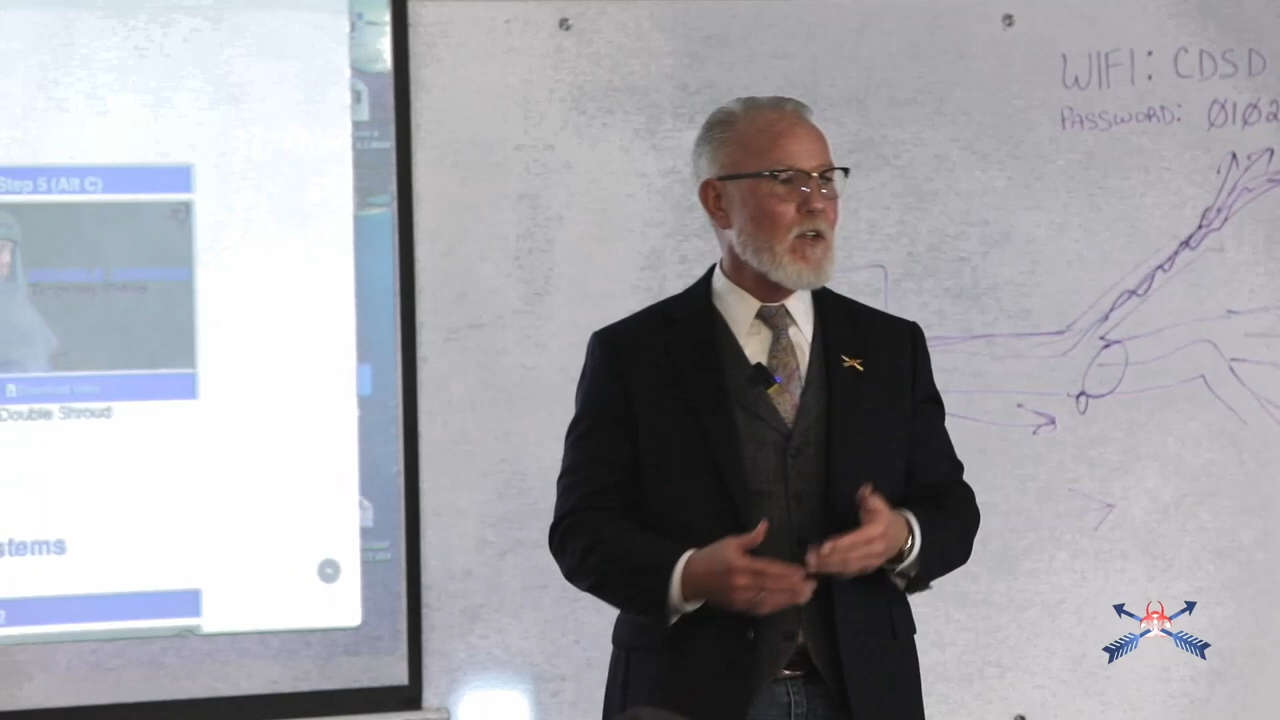 Step 5 (Alt C)
Double Shroud
stems
WIFI: CDSD
PASSWORD: Ø1Ø2